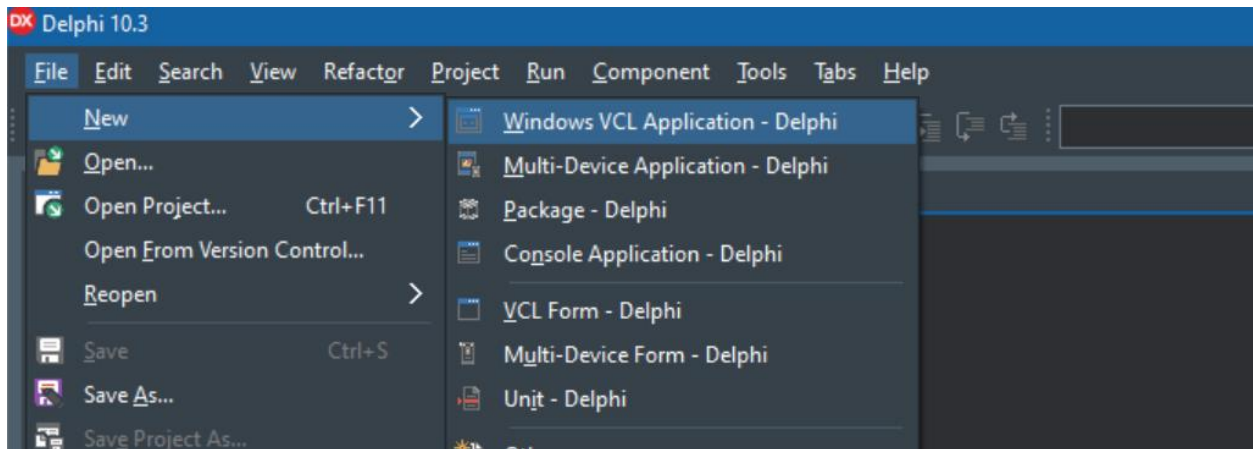 DX Delphi 10.3
File Edit Search View Refactor Project Run Component Tools Tabs Help
New
Open...
Open Project... Ctrl+F11
Open From Version Control...
Reopen
Save Ctrl+S
Save As...
Save Project As...
Windows VCL Application - Delphi
Multi-Device Application - Delphi
Package - Delphi
Console Application - Delphi
VCL Form - Delphi
Multi-Device Form - Delphi
Unit - Delphi